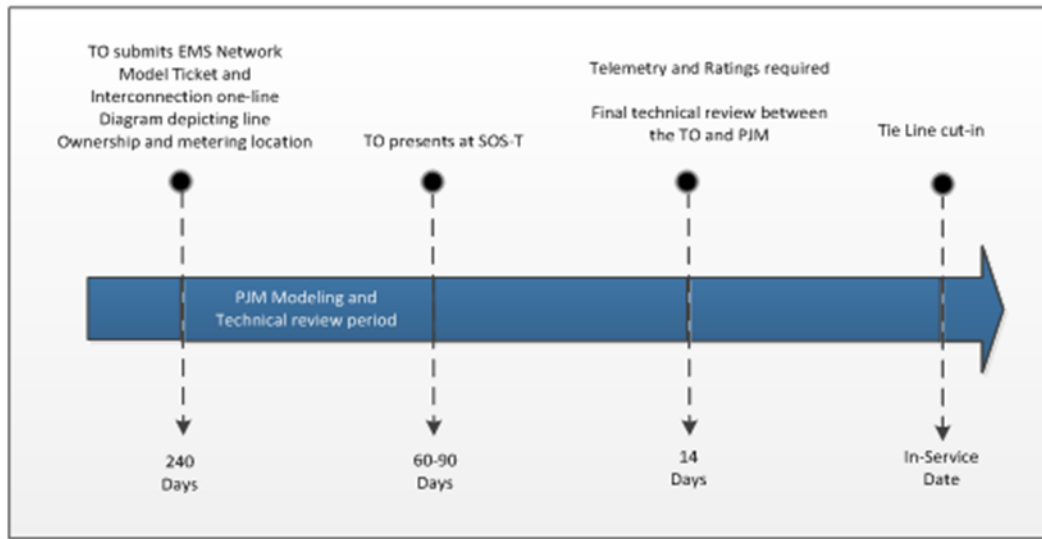 TO submits EMS Network
Model Ticket and
Interconnection one-line
Diagram depicting line
Ownership and metering location
TO presents at SOS-T
Telemetry and Ratings required
Final technical review between
the TO and PJM
Tie Line cut-in
PJM Modeling and
Technical review period
240
Days
60-90
Days
14
Days
In-Service
Date